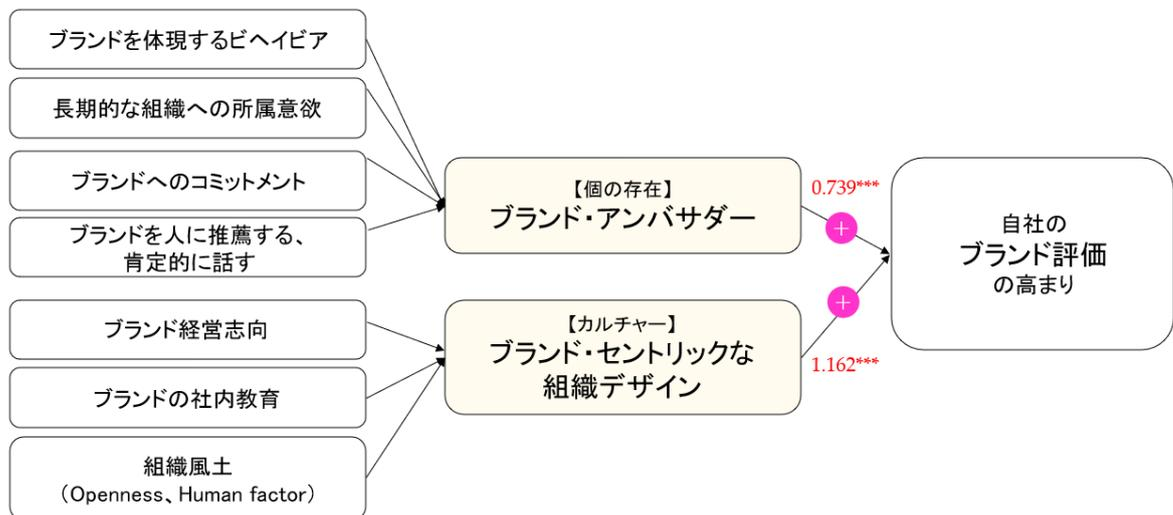 ブランドを体現するビヘイビア
長期的な組織への所属意欲
ブランドへのコミットメント
ブランドを人に推薦する、
肯定的に話す
ブランド経営志向
ブランドの社内教育
組織風土
（Openness、Human factor）
【個の存在】
ブランド・アンバサダー
【カルチャー】
ブランド・セントリックな
組織デザイン
0.739***
+
+
1.162***
自社の
ブランド評価
の高まり